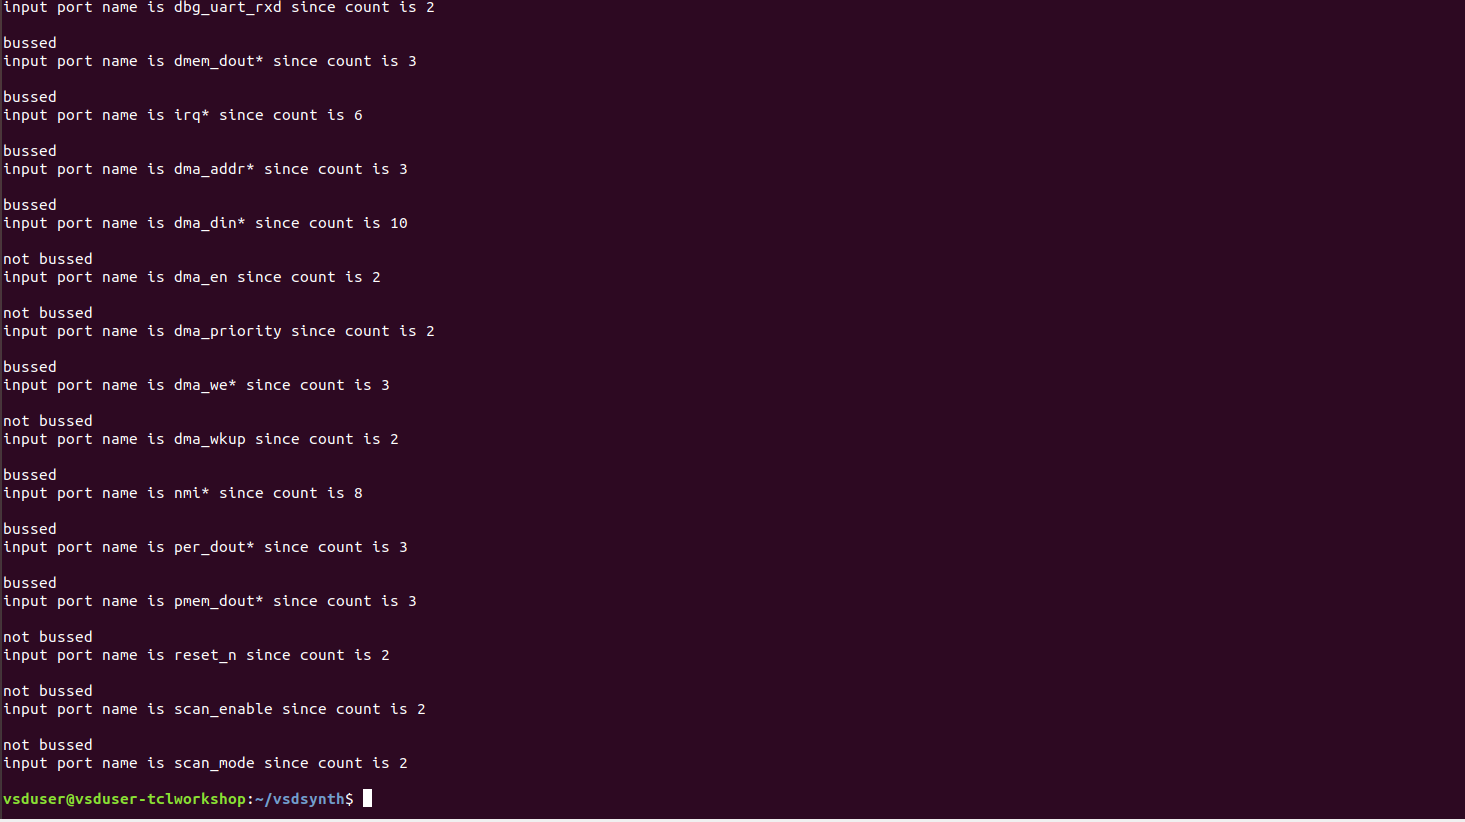 input port name is dbg_uart_rxd since count is 2
bussed
input port name is dmem_dout* since count is 3
bussed
input port name is irq* since count is 6
bussed
input port name is dma_addr* since count is 3
bussed
input port name is dma_din* since count is 10
not bussed
input port name is dma_en since count is 2
not bussed
input port name is dma_priority since count is 2
bussed
input port name is dma_we* since count is 3
not bussed
input port name is dma_wkup since count is 2
bussed
input port name is nmi* since count is 8
bussed
input port name is per_dout* since count is 3
bussed
input port name is pmem_dout* since count is 3
not bussed
input port name is reset_n since count is 2
not bussed
input port name is scan_enable since count is 2
not bussed
input port name is scan_mode since count is 2
vsduser@vsduser-tclworkshop:~/vsdsynth$